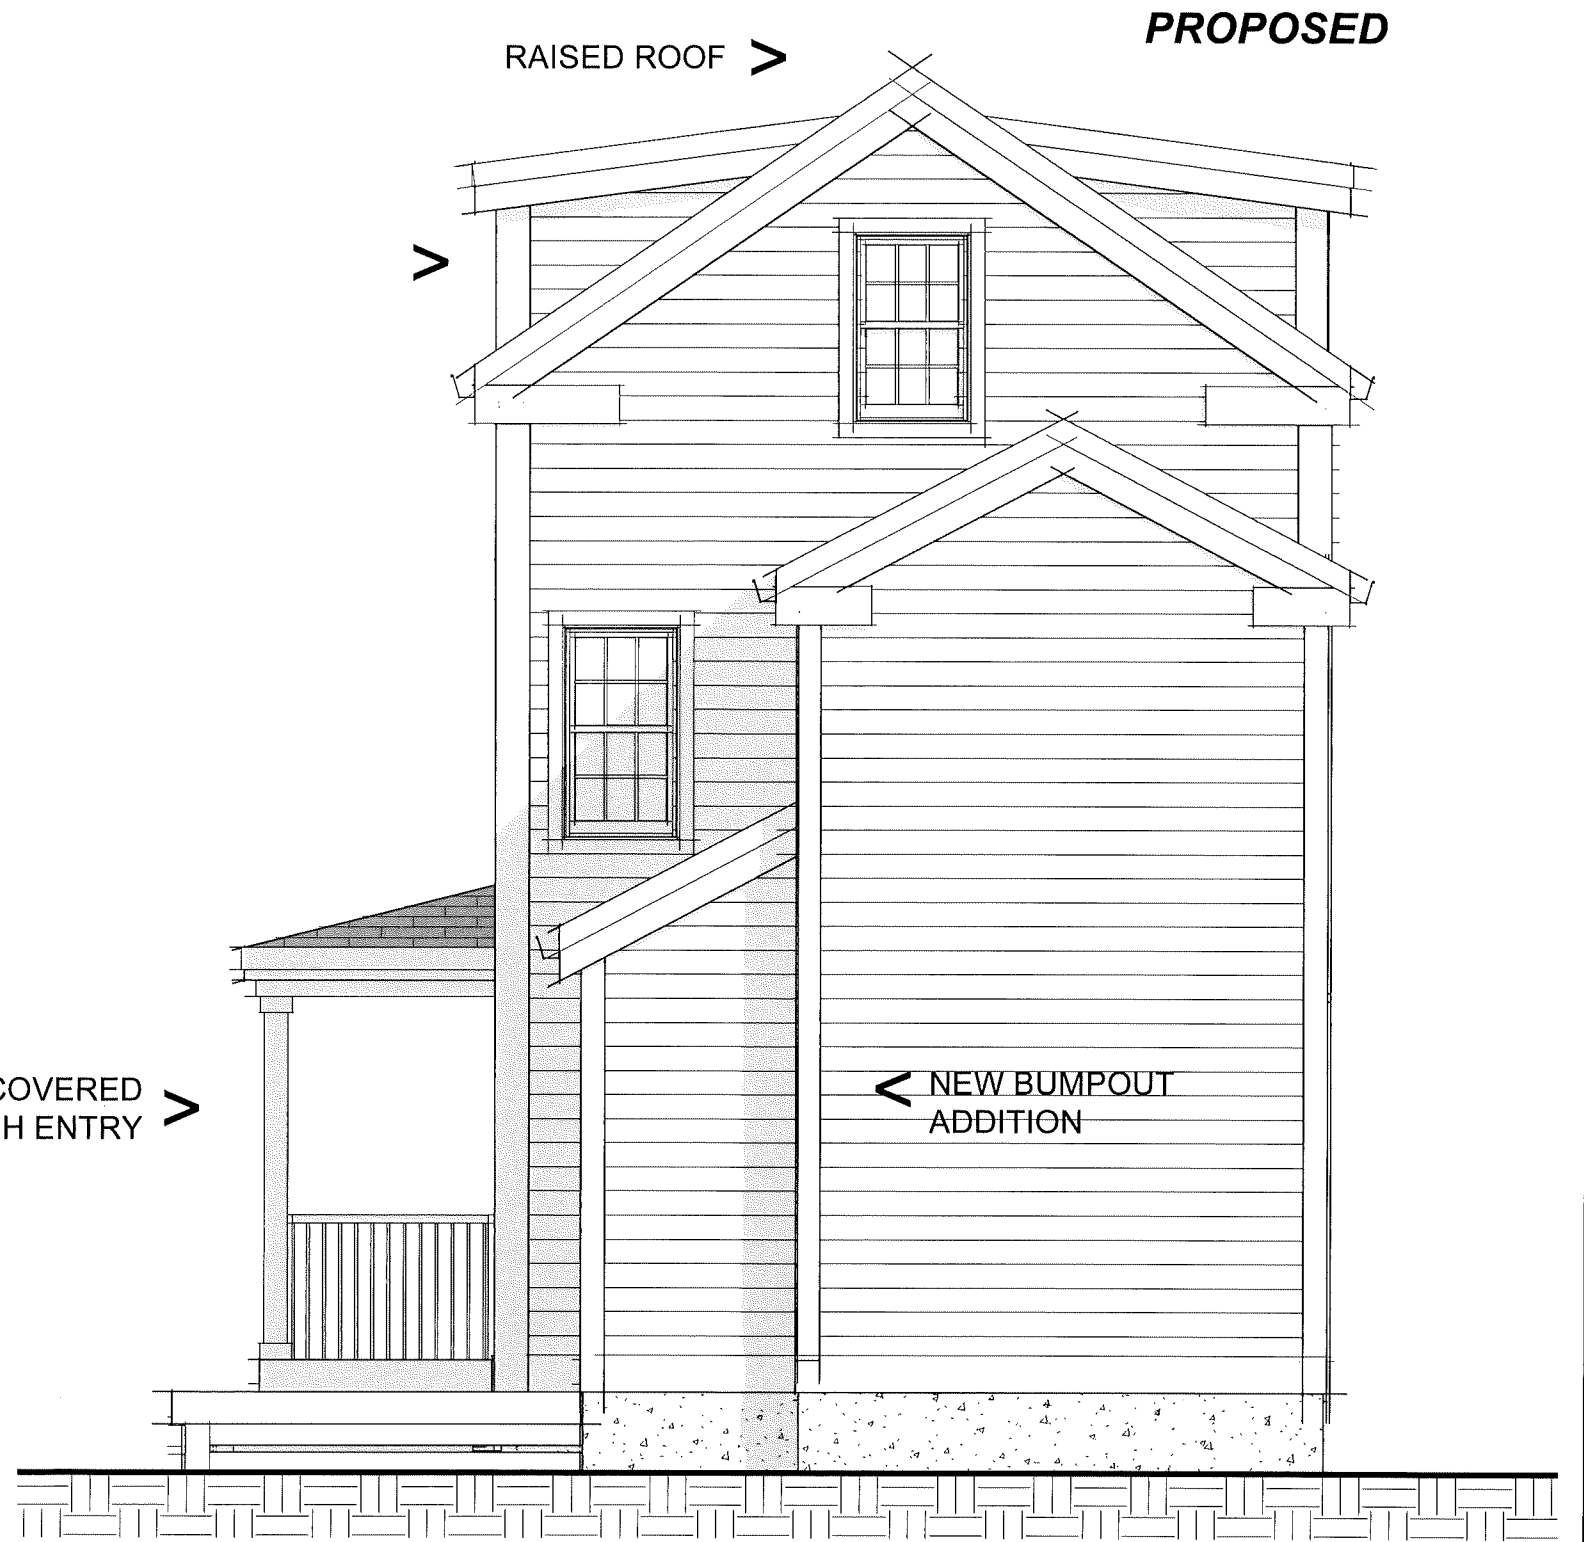 PROPOSED
RAISED ROOF >
>
COVERED
H ENTRY >
< NEW BUMPOUT
ADDITION